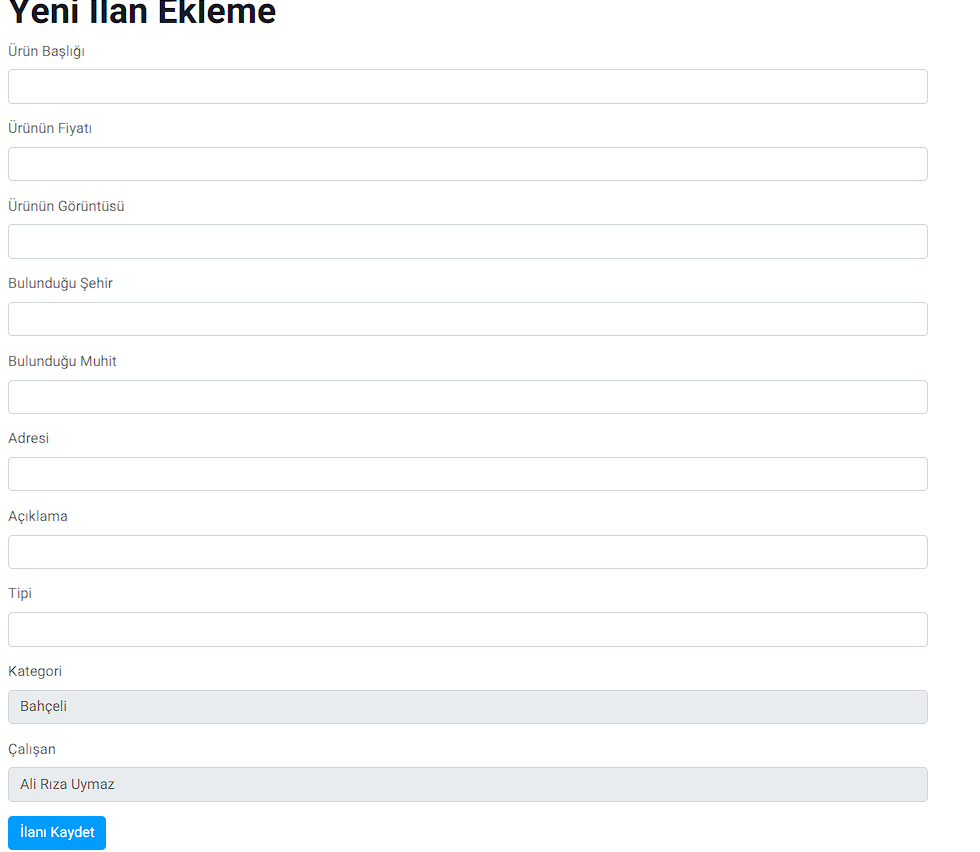 Yeni İlan Ekleme
Ürün Başlığı
Ürünün Fiyatı
Ürünün Görüntüsü
Bulunduğu Şehir
Bulunduğu Muhit
Adresi
Açıklama
Tipi
Kategori
Bahçeli
Çalışan
Ali Rıza Uymaz
İlanı Kaydet